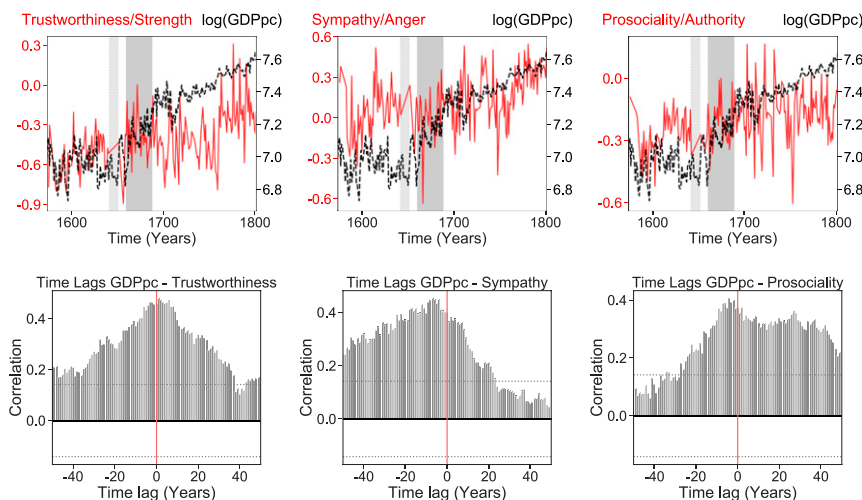 Trustworthiness/Strength log(GDPpc) Sympathy/Anger log(GDPpc) Prosociality/Authority log(GDPpc)
0.3 0.6
7.6 7.6 7.6
0.3 0.0
0.0 7.4 7.4 7.4
-0.3 7.2 0.0 7.2 -0.3 7.2
-0.6 7.0 -0.3 7.0 7.0
6.8 6.8 6.8
-0.9 -0.6 -0.6
1600 1700 1800 1600 1700 1800 1600 1700 1800
Time (Years) Time (Years) Time (Years)
Time Lags GDPpc - Trustworthiness Time Lags GDPpc - Sympathy Time Lags GDPpc - Prosociality
Correlation Correlation Correlation
0.4 0.4 0.4
0.2 0.2 0.2
0.0 0.0 0.0
-40 -20 0 20 40 -40 -20 0 20 40 -40 -20 0 20 40
Time lag (Years) Time lag (Years) Time lag (Years)